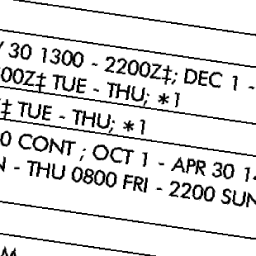 / 30 1300 - 2200Z‡; DEC 1 -
00Z‡ TUE - THU; *1
‡ TUE - THU; *1
0 CONT ; OCT 1 - APR 30 1
N - THU 0800 FRI - 2200 SUN